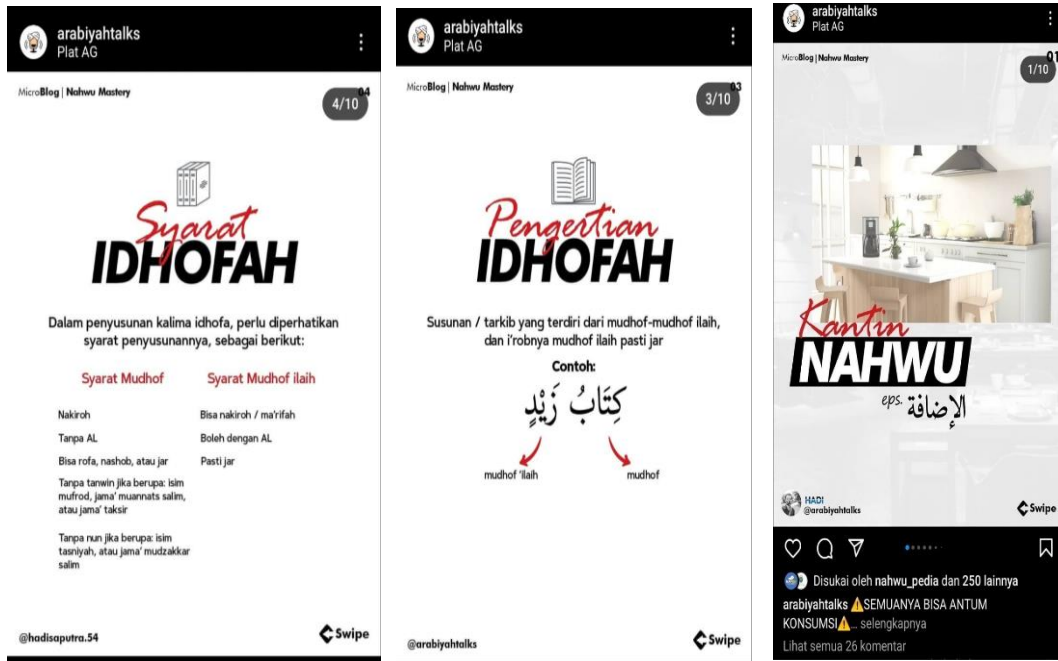 arabiyahtalks
Plat AG
MicroBlog | Nahwu Mastery
04
4/10
Syarat
IDHOFAH
Dalam penyusunan kalima idhofa, perlu diperhatikan
syarat penyusunannya, sebagai berikut:
Syarat Mudhof
Nakiroh
Tanpa AL
Bisa rofa, nashob, atau jar
Tanpa tanwin jika berupa: isim
mufrod, jama' muannats salim,
atau jama' taksir
Tanpa nun jika berupa: isim
tasniyah, atau jama' mudzakkar
salim
Syarat Mudhof ilaih
Bisa nakiroh / ma'rifah
Boleh dengan AL
Pasti jar
@hadisaputra.54
Swipe
arabiyahtalks
Plat AG
MicroBlog | Nahwu Mastery
03
3/10
Pengertian
IDHOFAH
Susunan / tarkib yang terdiri dari mudhof-mudhof ilaih,
dan i'robnya mudhof ilaih pasti jar
Contoh:
كِتَابُ زَيْدٍ
mudhof 'ilaih
mudhof
@arabiyahtalks
Swipe
arabiyahtalks
Plat AG
MicroBlog | Nahwu Mastery
01
1/10
Kantin
NAHWU
eps. الإضافة
HADI
@arabiyahtalks
Swipe
Disukai oleh nahwu_pedia dan 250 lainnya
arabiyahtalks ⚠️SEMUANYA BISA ANTUM
KONSUMSI⚠️... selengkapnya
Lihat semua 26 komentar